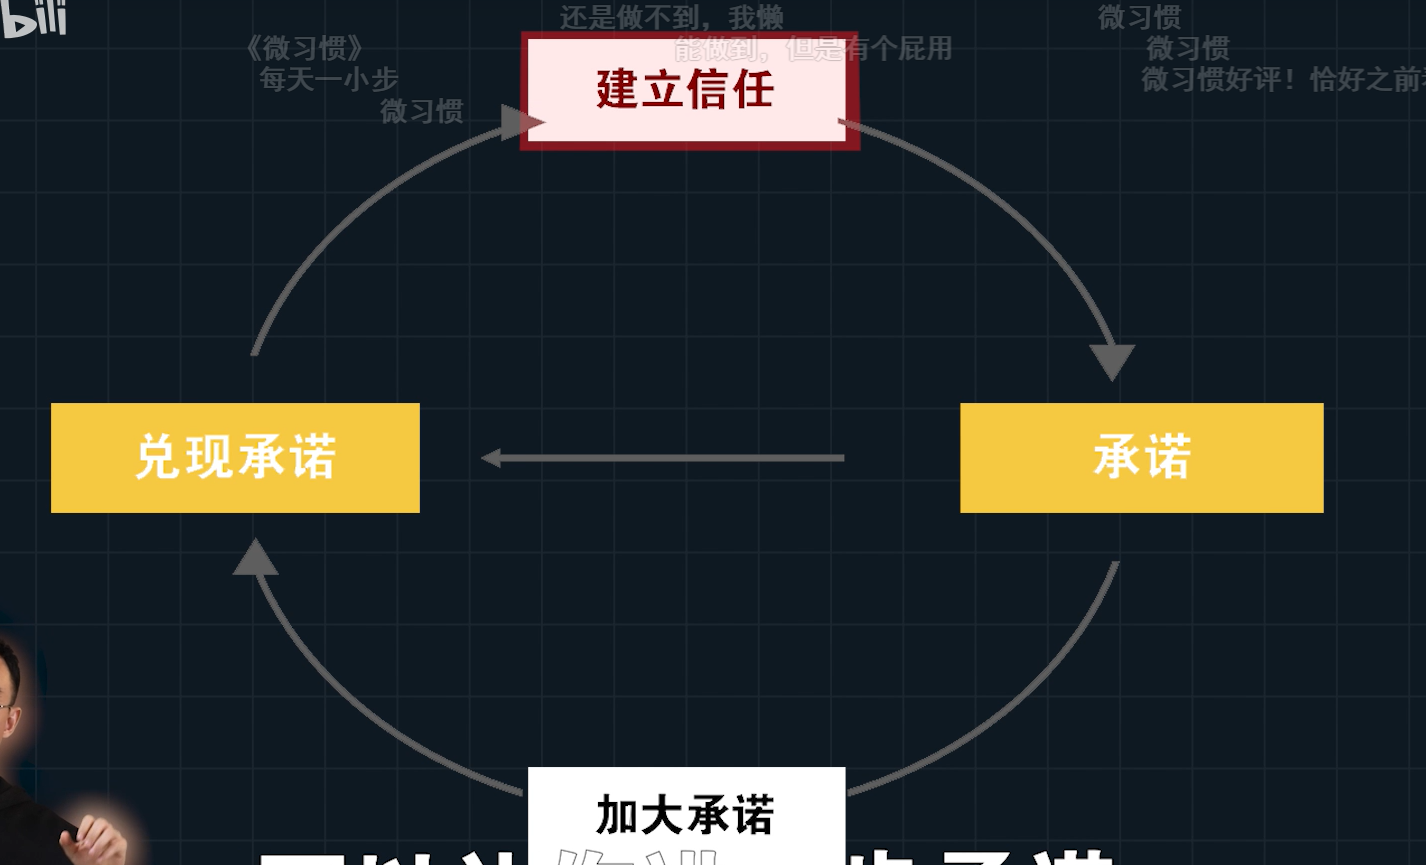 bili
还是做不到，我懒
微习惯
《微习惯》
能做到，但是有个屁用
微习惯
每天一小步
微习惯好评！恰好之前
微习惯
建立信任
兑现承诺
承诺
加大承诺